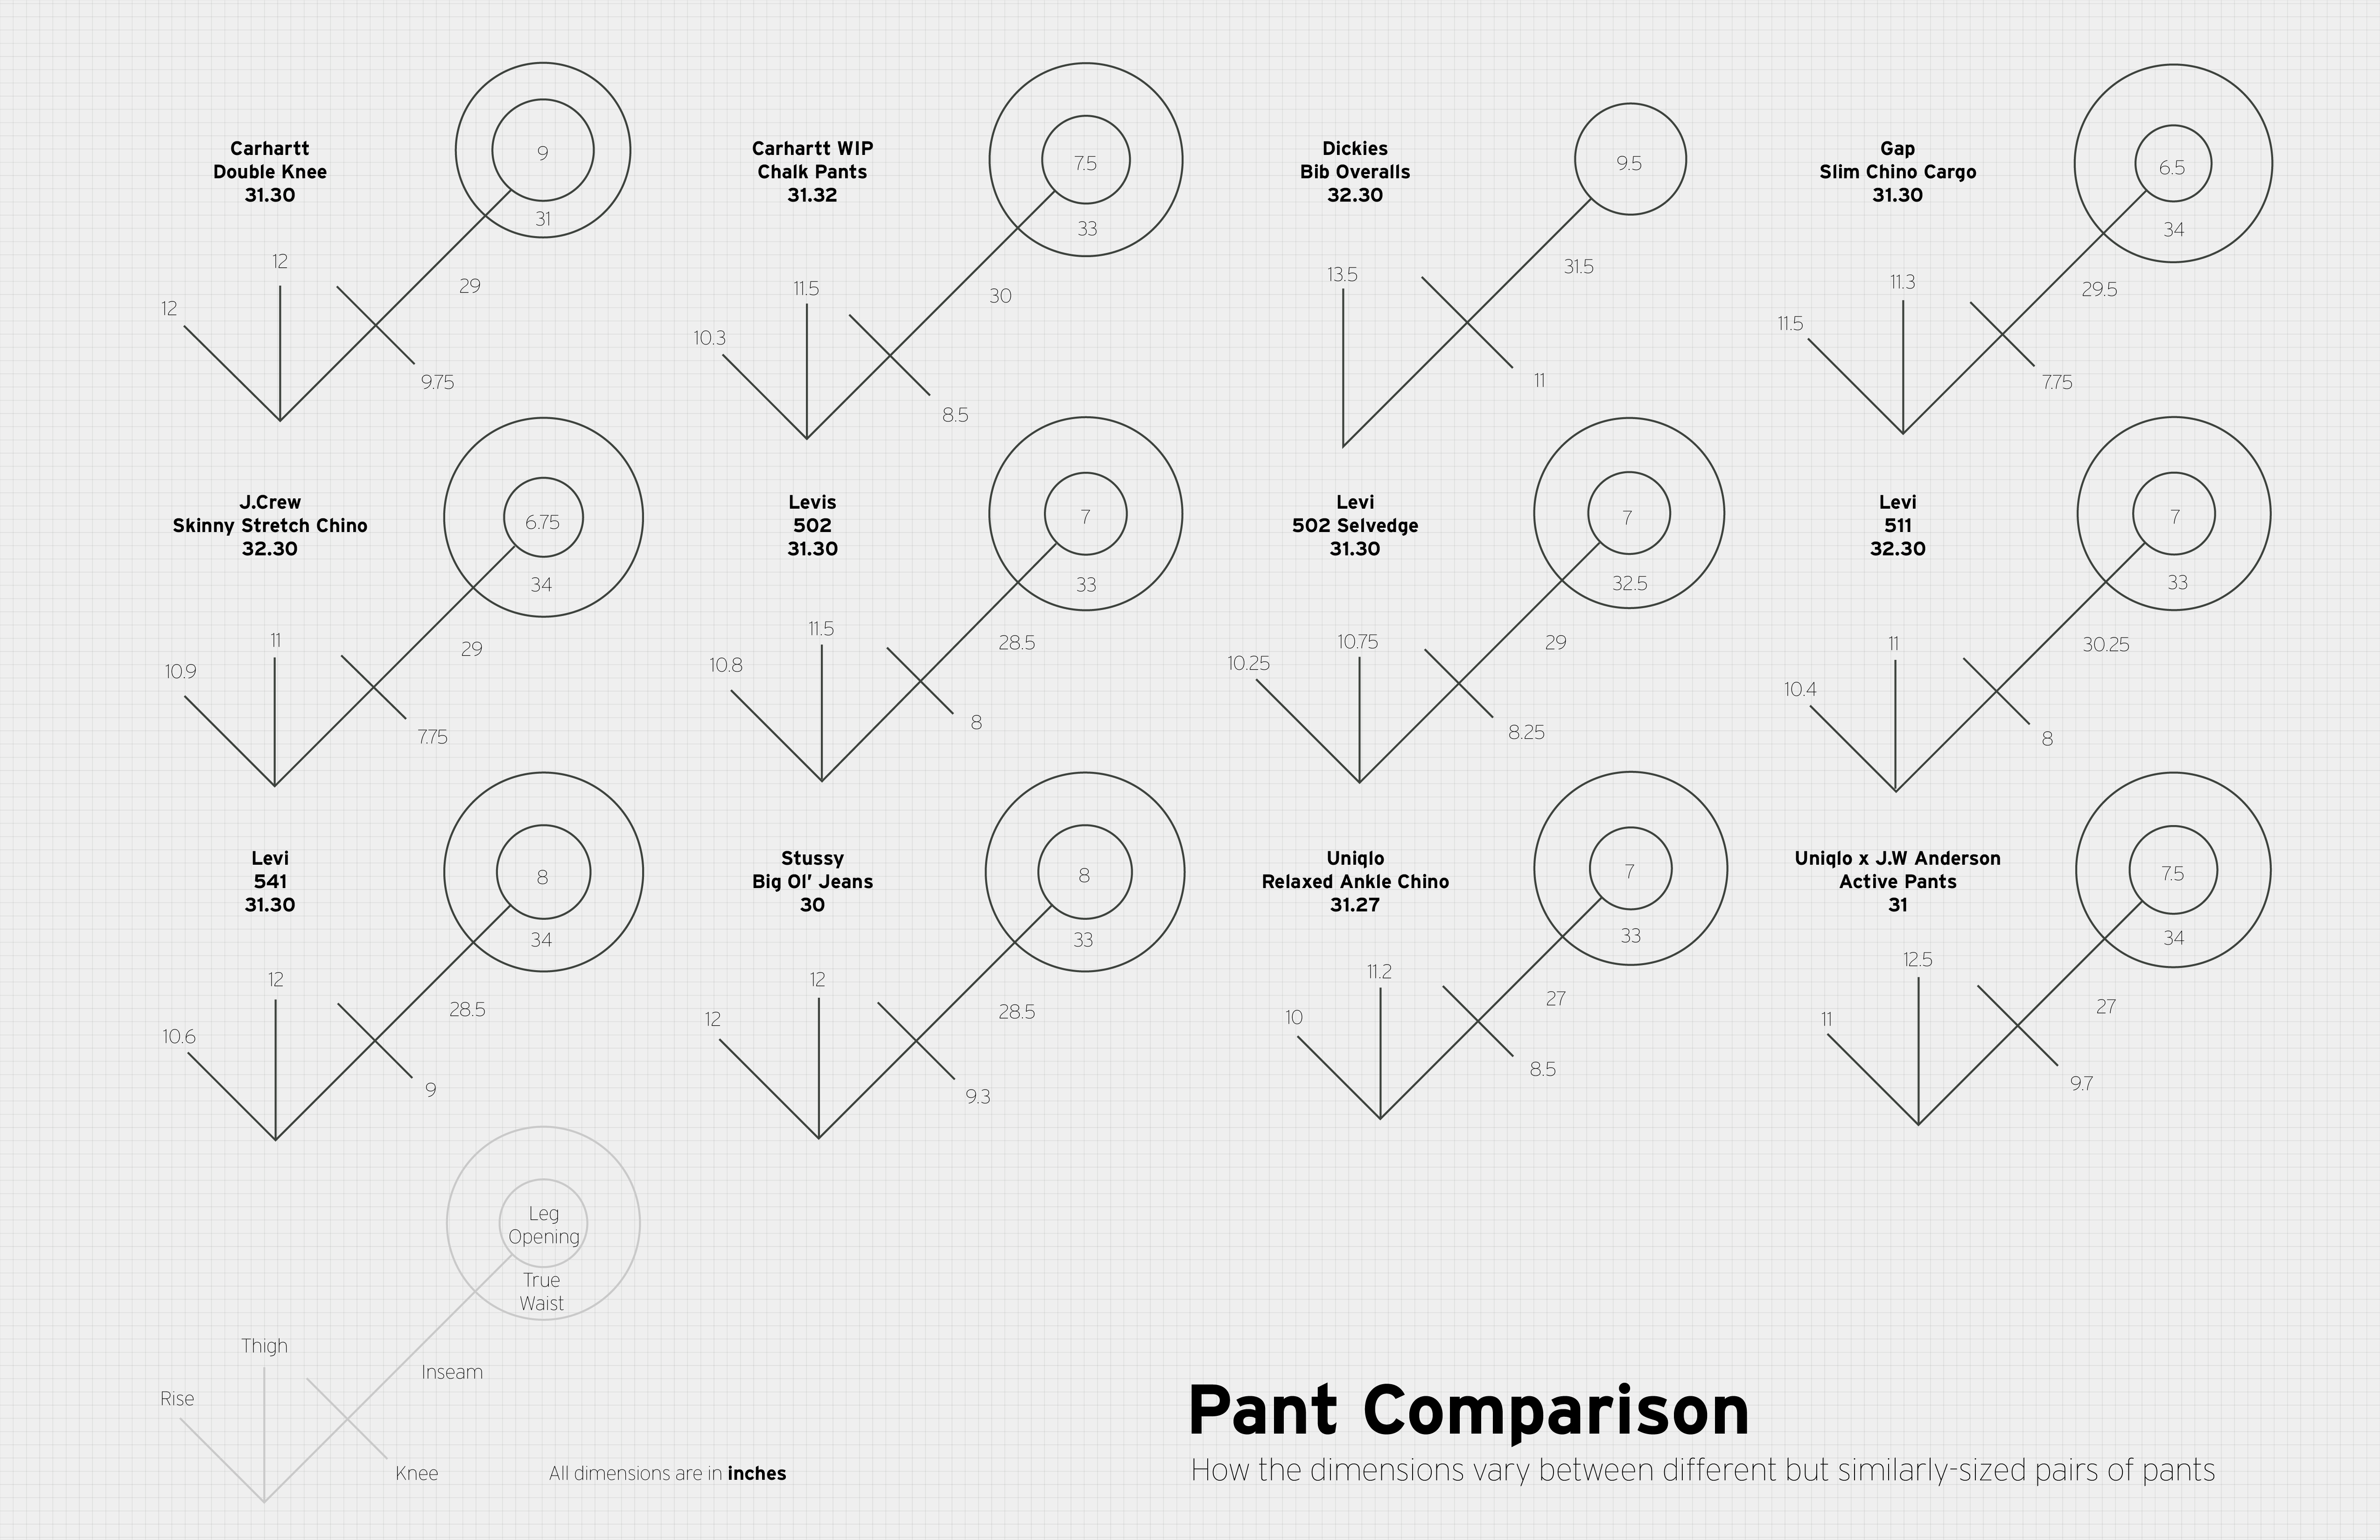 Carhartt
Double Knee
31.30
9
31
12
12
29
9.75
Carhartt WIP
Chalk Pants
31.32
7.5
33
11.5
10.3
30
8.5
Dickies
Bib Overalls
32.30
9.5
13.5
31.5
11
Gap
Slim Chino Cargo
31.30
6.5
34
11.3
11.5
29.5
7.75
J.Crew
Skinny Stretch Chino
32.30
6.75
34
11
10.9
29
7.75
Levis
502
31.30
7
33
11.5
10.8
28.5
8
Levi
502 Selvedge
31.30
7
32.5
10.75
10.25
29
8.25
Levi
511
32.30
7
33
11
10.4
30.25
8
Levi
541
31.30
8
34
12
10.6
28.5
9
Stussy
Big Ol' Jeans
30
8
33
12
12
28.5
9.3
Uniqlo
Relaxed Ankle Chino
31.27
7
33
11.2
10
27
8.5
Uniqlo x J.W Anderson
Active Pants
31
7.5
34
12.5
11
27
9.7
Leg
Opening
True
Waist
Thigh
Inseam
Rise
Knee
All dimensions are in inches
Pant Comparison
How the dimensions vary between different but similarly-sized pairs of pants